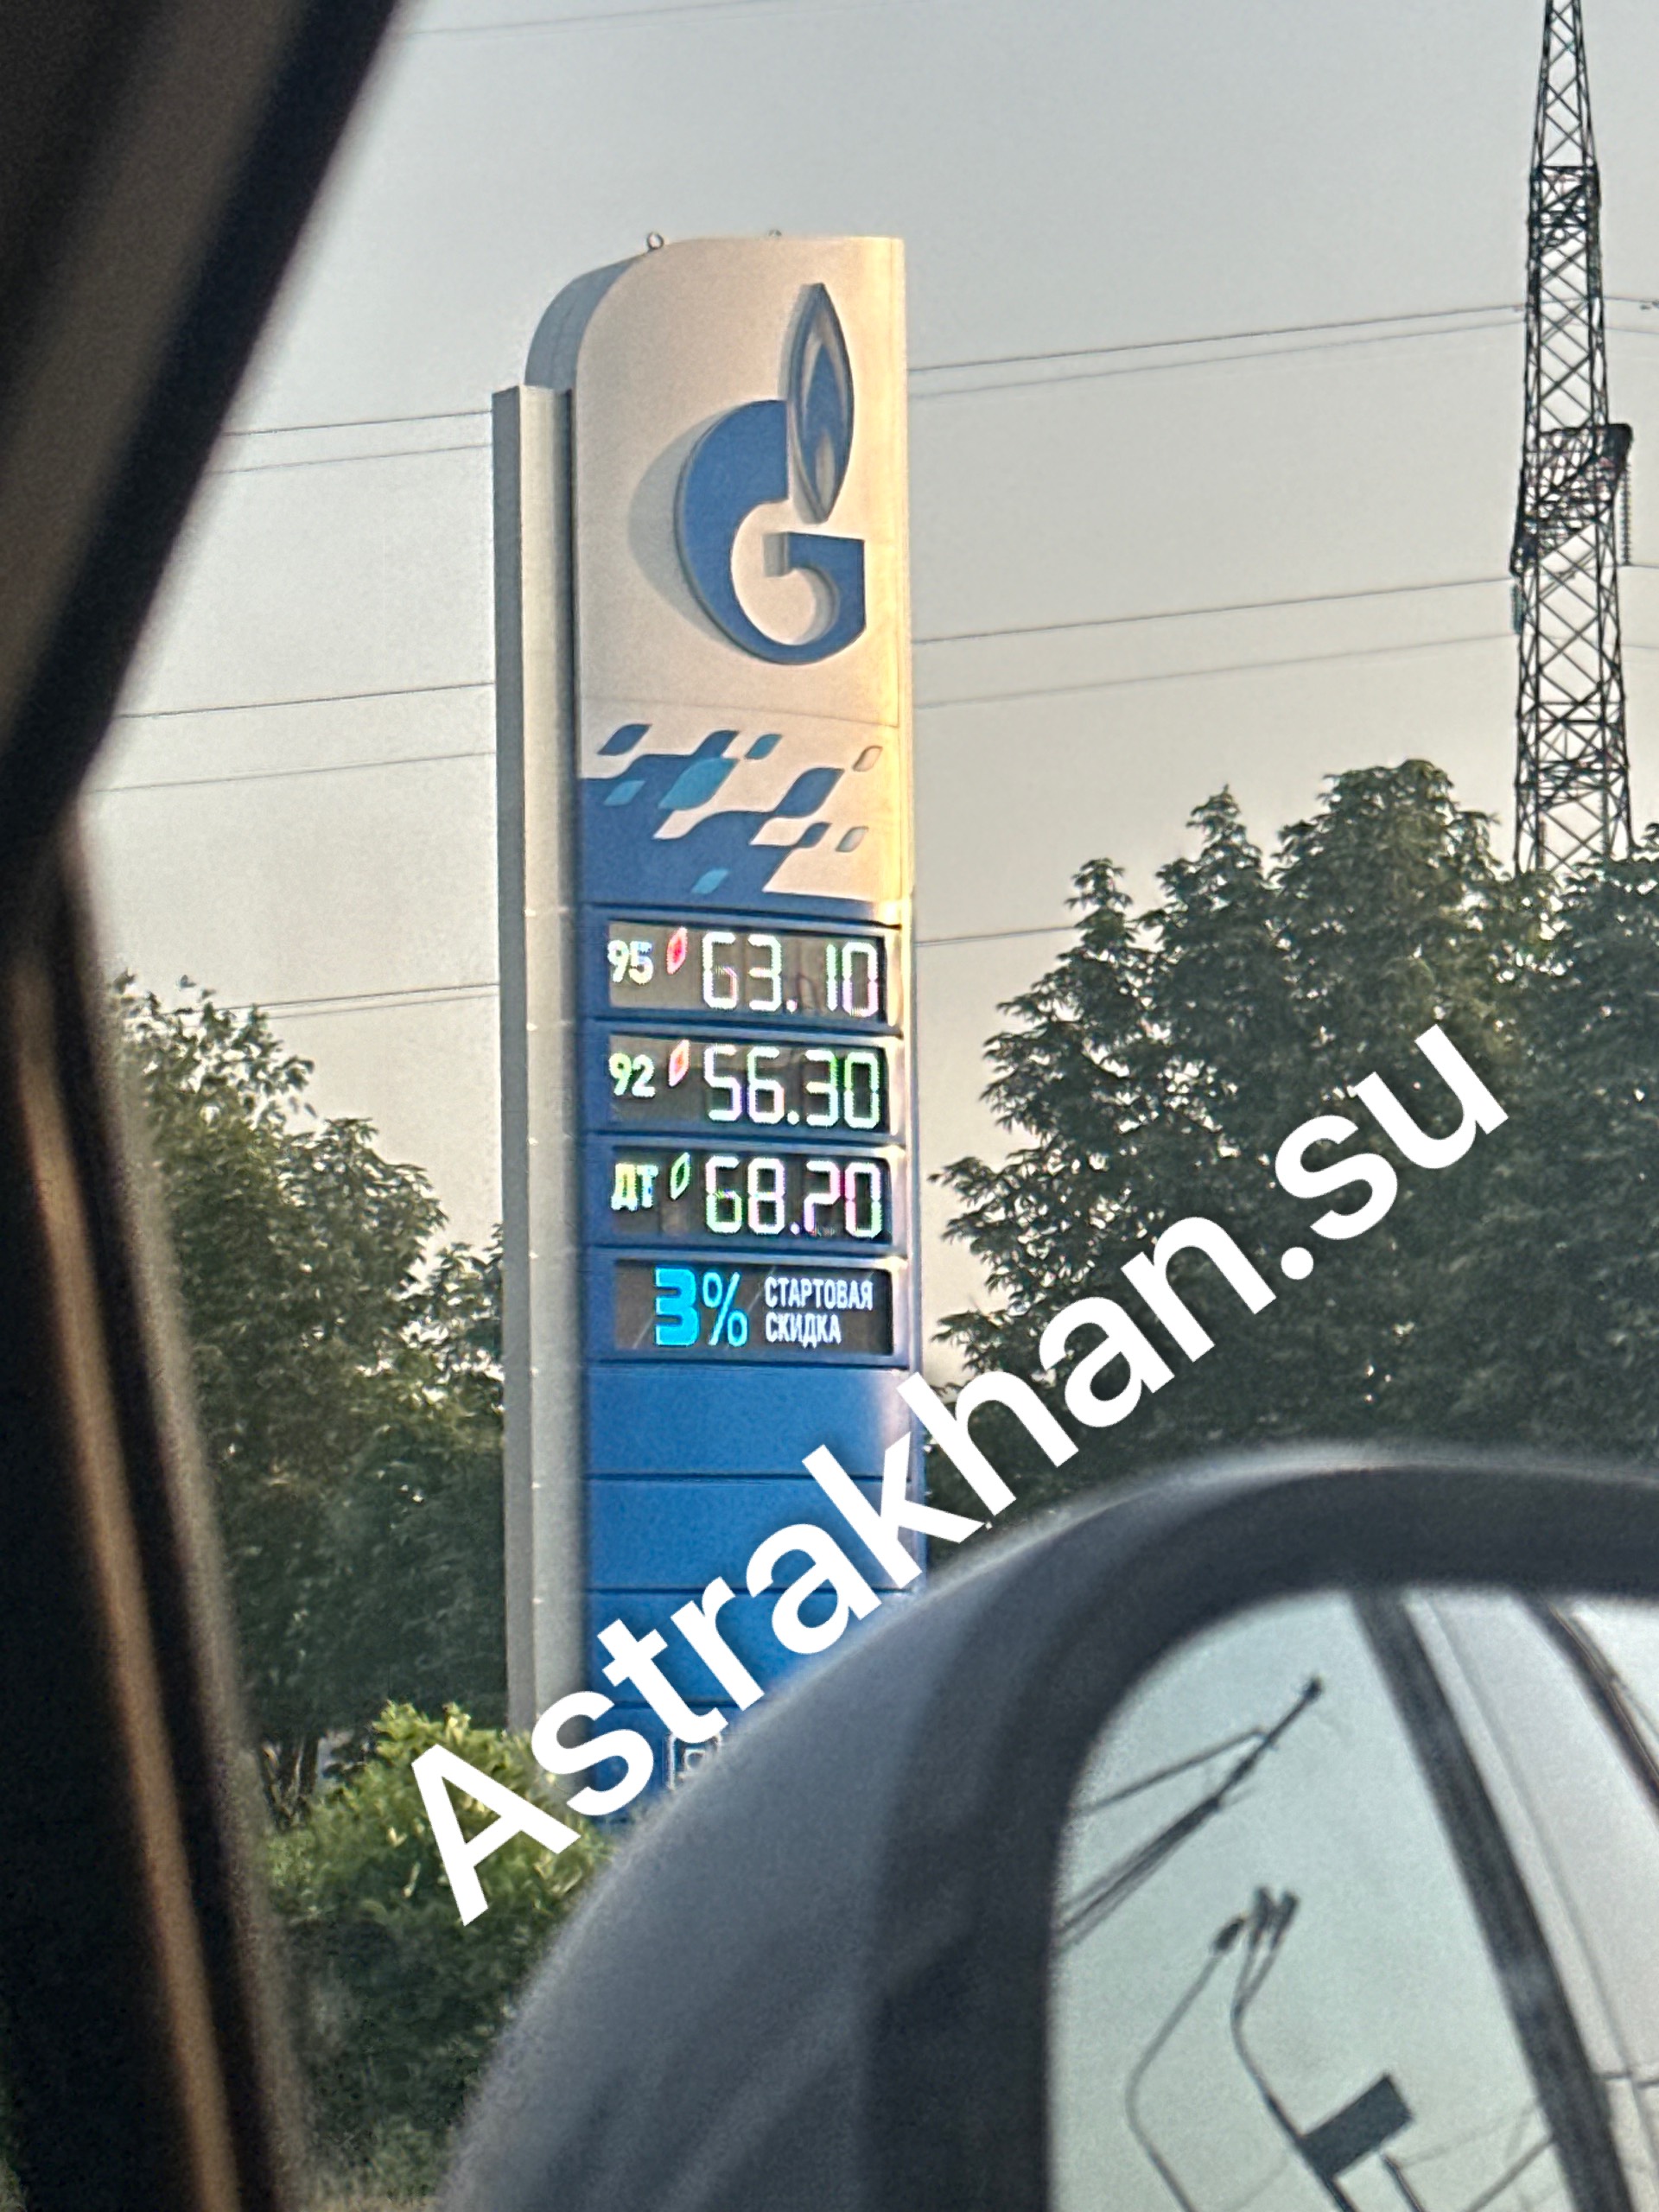 95 63.10
92 56.30
ДТ 68.20
3% СТАРТОВАЯ
СКИДКА
Astrakhan.su